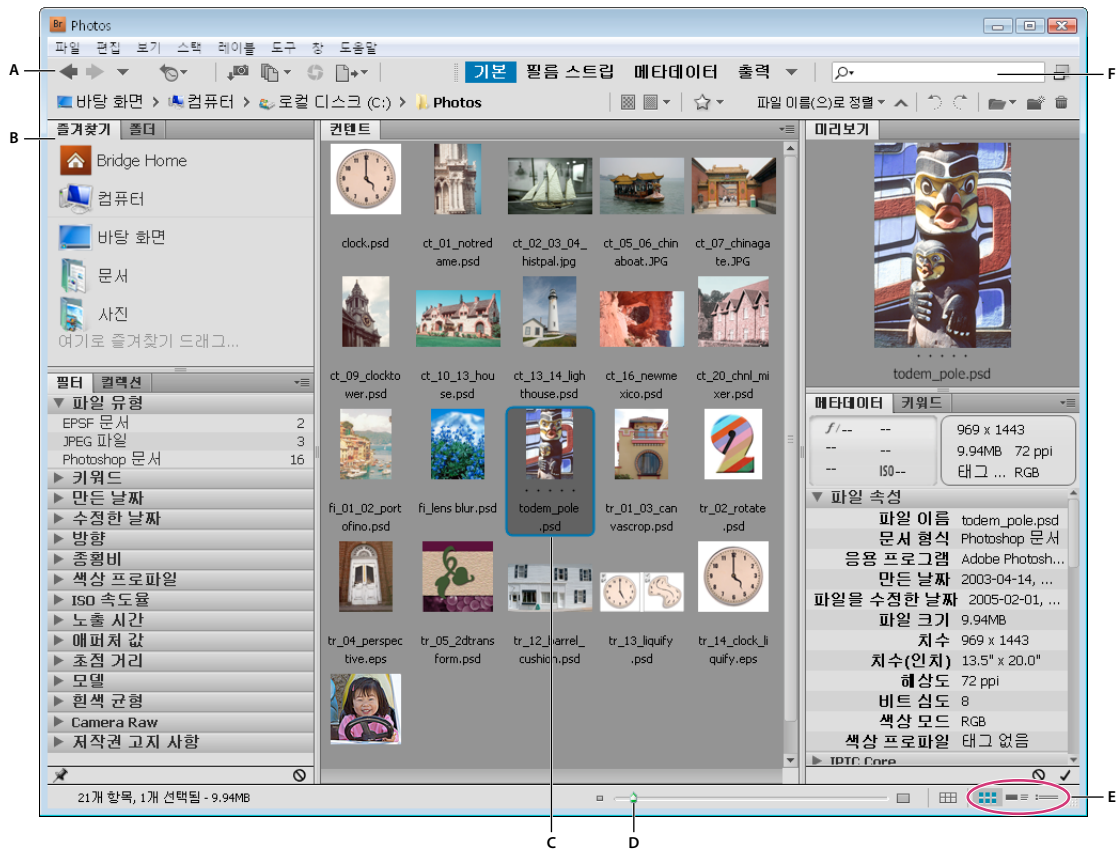 Br Photos
파일 편집 보기 스택 레이블 도구 창 도움말
A
기본 필름 스트립 메타데이터 출력
F
바탕 화면 > 컴퓨터 > 로컬 디스크 (C:) > Photos
파일 이름(으)로 정렬
B
즐겨찾기 폴더
Bridge Home
컴퓨터
바탕 화면
문서
사진
여기로 즐겨찾기 드래그...
필터 컬렉션
파일 유형
EPSF 문서 2
JPEG 파일 3
Photoshop 문서 16
키워드
만든 날짜
수정한 날짜
방향
종횡비
색상 프로파일
ISO 속도율
노출 시간
애퍼처 값
초점 거리
모델
흰색 균형
Camera Raw
저작권 고지 사항
컨텐트
clock.psd
ct_01_notred
ame.psd
ct_02_03_04_
histpal.jpg
ct_05_06_chin
aboat.JPG
ct_07_chinaga
te.JPG
ct_09_clockto
wer.psd
ct_10_13_hou
se.psd
ct_13_14_ligh
thouse.psd
ct_16_newme
xico.psd
ct_20_chnl_mi
xer.psd
fi_01_02_port
ofino.psd
fi_lens blur.psd
todem_pole
.psd
tr_01_03_can
vascrop.psd
tr_02_rotate
.psd
tr_04_perspec
tive.eps
tr_05_2dtrans
form.psd
tr_12_barrel_
cushion.psd
tr_13_liquify
.psd
tr_14_clock_li
quify.eps
미리보기
todem_pole.psd
메타데이터 키워드
f/-- --
-- --
-- ISO--
969 x 1443
9.94MB 72 ppi
태그 ... RGB
파일 속성
파일 이름 todem_pole.psd
문서 형식 Photoshop 문서
응용 프로그램 Adobe Photosh...
만든 날짜 2003-04-14, ...
파일을 수정한 날짜 2005-02-01, ...
파일 크기 9.94MB
치수 969 x 1443
치수(인치) 13.5" x 20.0"
해상도 72 ppi
비트 심도 8
색상 모드 RGB
색상 프로파일 태그 없음
IPTC Core
21개 항목, 1개 선택됨 - 9.94MB
E
C
D